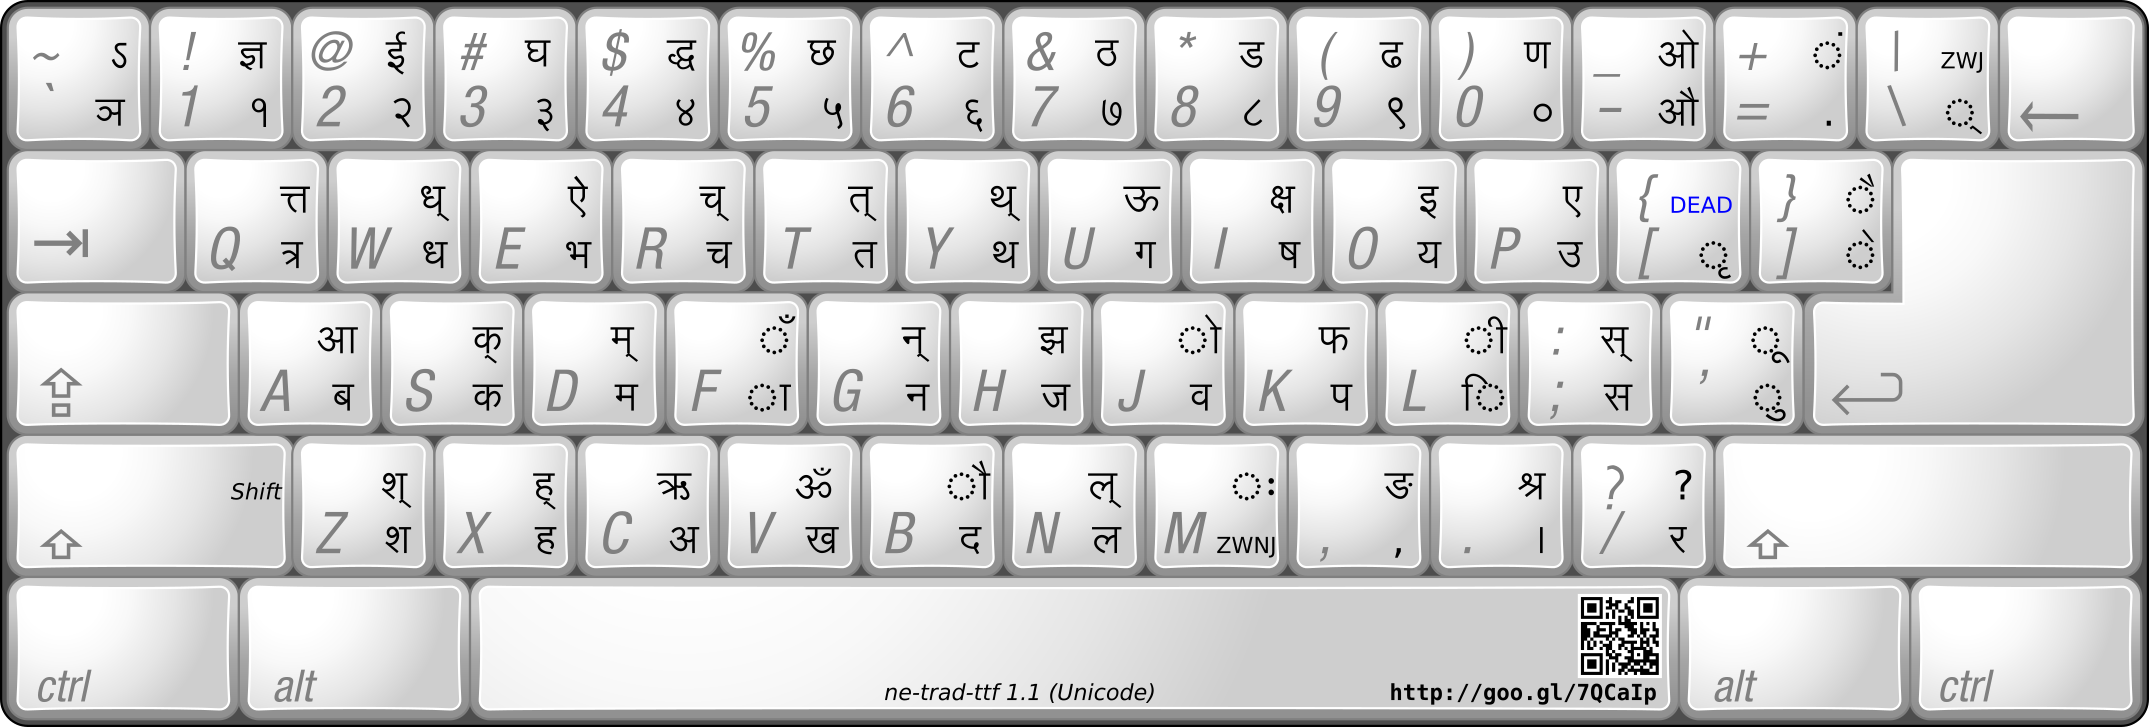 ~ ऽ ! ज्ञ @ ई # घ $ द्ध % छ ^ ट & ठ * ड ( ढ ) ण _ ओ + ं | ZWJ
` ञ 1 १ 2 २ 3 ३ 4 ४ 5 ५ 6 ६ 7 ७ 8 ८ 9 ९ 0 ० - औ = . \ ्
त्त ध् ऐ च् त् थ् ऊ क्ष इ ए { DEAD } ै
Q त्र W ध E भ R च T त Y थ U ग I ष O य P उ [ ृ ] े
आ क् म् ँ न् झ ो फ ी : स् " ू
A ब S क D म F ा G न H ज J व K प L ि ; स ' ु
Shift श् ह् ऋ ॐ ौ ल् ः ङ श्र ? ?
Z श X ह C अ V ख B द N ल M ZWNJ , , . । / र
ctrl alt ne-trad-ttf 1.1 (Unicode) http://goo.gl/7QCaIp alt ctrl